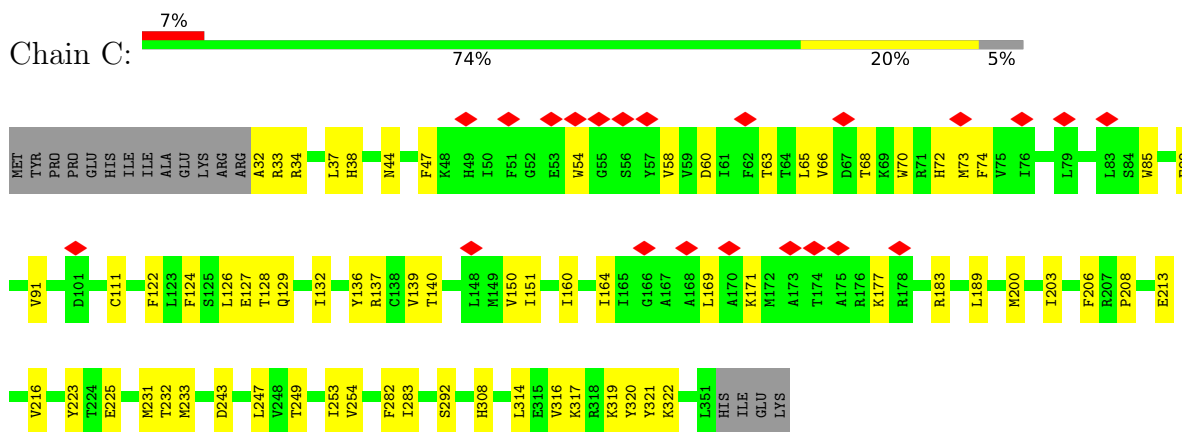 7%
Chain C:
74% 20% 5%
MET TYR PRO PRO GLU HIS ILE ILE ALA GLU LYS ARG ARG A32 R33 R34 L37 H38 N44 F47 K48 H49 I50 F51 G52 E53 W54 G55 S56 Y57 V58 V59 D60 I61 F62 T63 T64 L65 V66 D67 T68 K69 W70 R71 H72 M73 F74 V75 I76 L79 L83 S84 W85
V91 D101 C111 F122 L123 F124 S125 L126 E127 T128 Q129 I132 Y136 R137 C138 V139 T140 L148 M149 V150 I151 I160 I164 I165 G166 A167 A168 L169 A170 K171 M172 A173 T174 A175 R176 K177 R178 R183 L189 M200 I203 F206 R207 P208 E213
V216 Y223 T224 E225 M231 T232 M233 D243 L247 V248 T249 I253 V254 F282 I283 S292 H308 L314 E315 V316 K317 R318 K319 Y320 Y321 K322 L351 HIS ILE GLU LYS